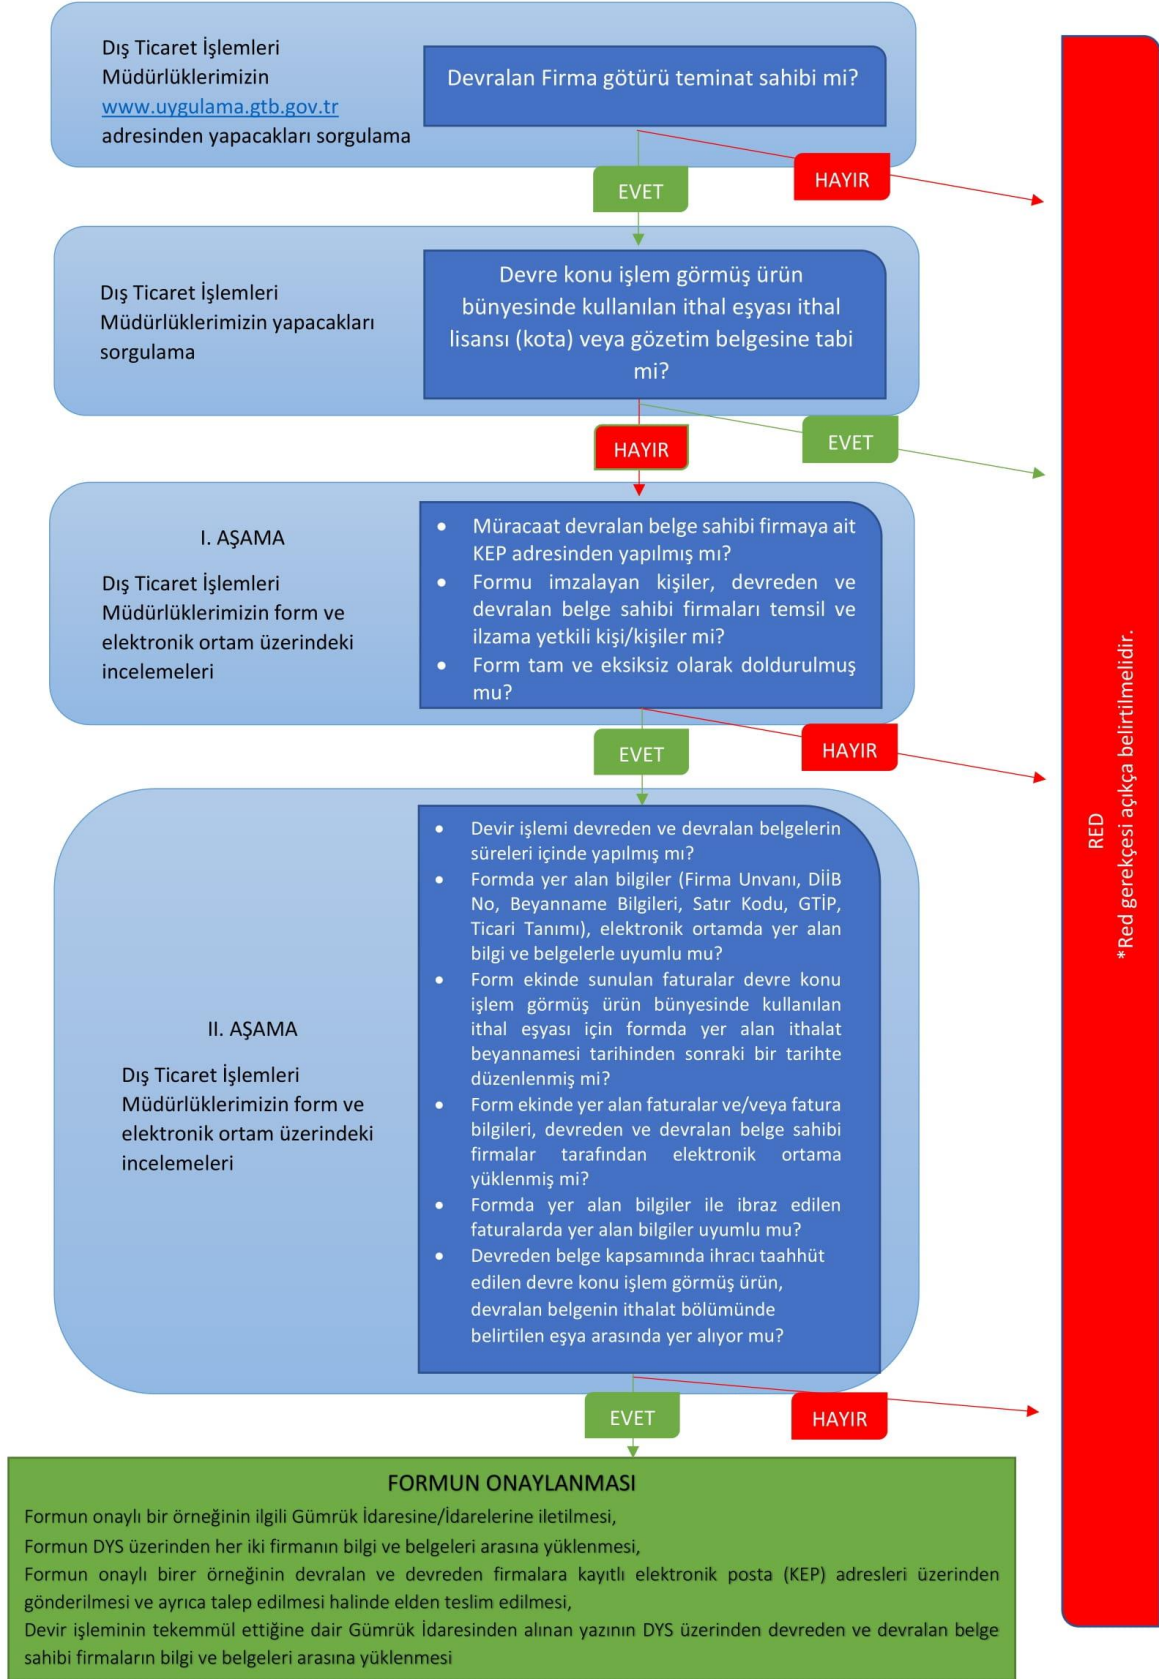 Dış Ticaret İşlemleri
Müdürlüklerimizin
www.uygulama.gtb.gov.tr
adresinden yapacakları sorgulama
Devralan Firma götürü teminat sahibi mi?
EVET
HAYIR
Dış Ticaret İşlemleri
Müdürlüklerimizin yapacakları
sorgulama
Devre konu işlem görmüş ürün
bünyesinde kullanılan ithal eşyası ithal
lisansı (kota) veya gözetim belgesine tabi
mi?
HAYIR
EVET
I. AŞAMA
Dış Ticaret İşlemleri
Müdürlüklerimizin form ve
elektronik ortam üzerindeki
incelemeleri
• Müracaat devralan belge sahibi firmaya ait
KEP adresinden yapılmış mı?
• Formu imzalayan kişiler, devreden ve
devralan belge sahibi firmaları temsil ve
ilzama yetkili kişi/kişiler mi?
• Form tam ve eksiksiz olarak doldurulmuş
mu?
EVET
HAYIR
II. AŞAMA
Dış Ticaret İşlemleri
Müdürlüklerimizin form ve
elektronik ortam üzerindeki
incelemeleri
• Devir işlemi devreden ve devralan belgelerin
süreleri içinde yapılmış mı?
• Formda yer alan bilgiler (Firma Unvanı, DİİB
No, Beyanname Bilgileri, Satır Kodu, GTİP,
Ticari Tanımı), elektronik ortamda yer alan
bilgi ve belgelerle uyumlu mu?
• Form ekinde sunulan faturalar devre konu
işlem görmüş ürün bünyesinde kullanılan
ithal eşyası için formda yer alan ithalat
beyannamesi tarihinden sonraki bir tarihte
düzenlenmiş mi?
• Form ekinde yer alan faturalar ve/veya fatura
bilgileri, devreden ve devralan belge sahibi
firmalar tarafından elektronik ortama
yüklenmiş mi?
• Formda yer alan bilgiler ile ibraz edilen
faturalarda yer alan bilgiler uyumlu mu?
• Devreden belge kapsamında ihracı taahhüt
edilen devre konu işlem görmüş ürün,
devralan belgenin ithalat bölümünde
belirtilen eşya arasında yer alıyor mu?
EVET
HAYIR
RED
*Red gerekçesi açıkça belirtilmelidir.
FORMUN ONAYLANMASI
Formun onaylı bir örneğinin ilgili Gümrük İdaresine/İdarelerine iletilmesi,
Formun DYS üzerinden her iki firmanın bilgi ve belgeleri arasına yüklenmesi,
Formun onaylı birer örneğinin devralan ve devreden firmalara kayıtlı elektronik posta (KEP) adresleri üzerinden
gönderilmesi ve ayrıca talep edilmesi halinde elden teslim edilmesi,
Devir işleminin tekemmül ettiğine dair Gümrük İdaresinden alınan yazının DYS üzerinden devreden ve devralan belge
sahibi firmaların bilgi ve belgeleri arasına yüklenmesi